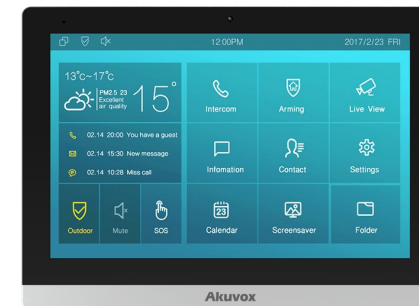 akuvox
12:00PM
2017/2/23 FRI
13°c~17°c
PM2.5 23
Excellent
air quality
15°
02.14 20:00 You have a guest
02.14 15:30 New message
02.14 10:28 Miss call
Outdoor
Mute
SOS
Intercom
Arming
Live View
Infomation
Contact
Settings
23
Calendar
Screensaver
Folder
Akuvox